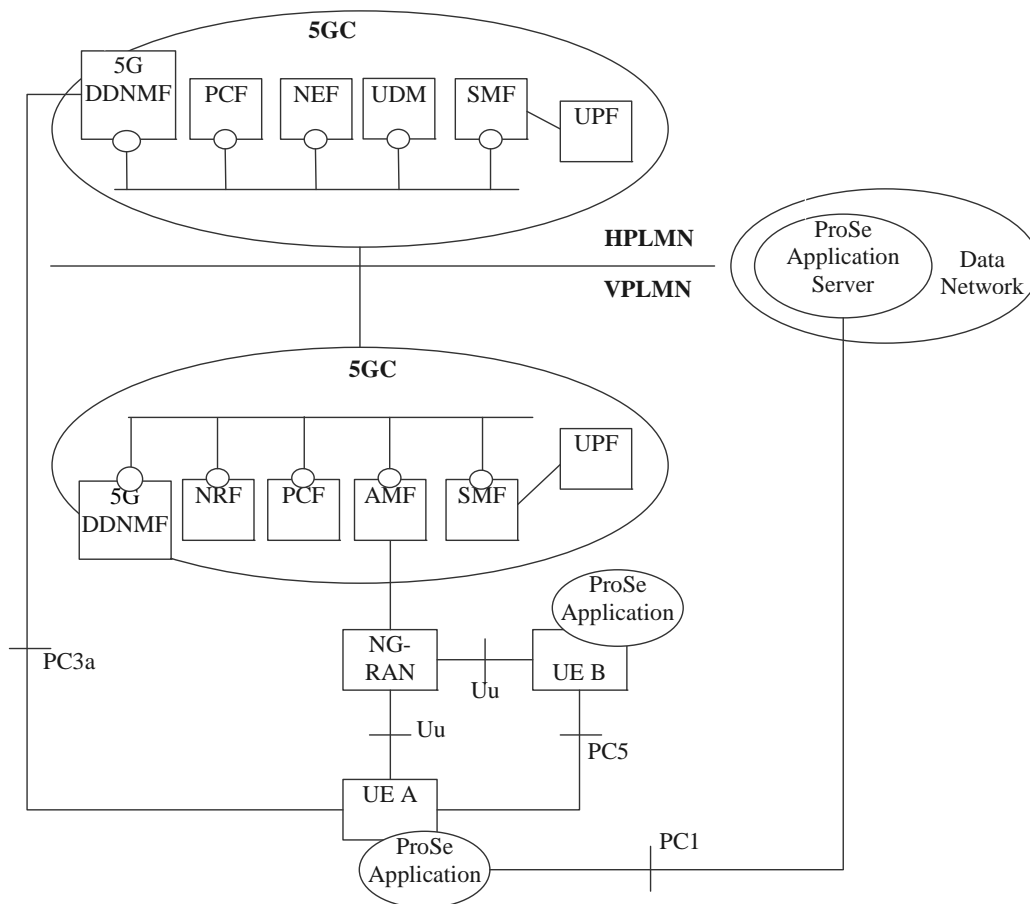 5GC
5G
DDNMF
PCF
NEF
UDM
SMF
UPF
HPLMN
VPLMN
ProSe
Application
Server
Data
Network
5GC
UPF
5G
DDNMF
NRF
PCF
AMF
SMF
ProSe
Application
NG-
RAN
Uu
UE B
PC3a
Uu
PC5
UE A
ProSe
Application
PC1